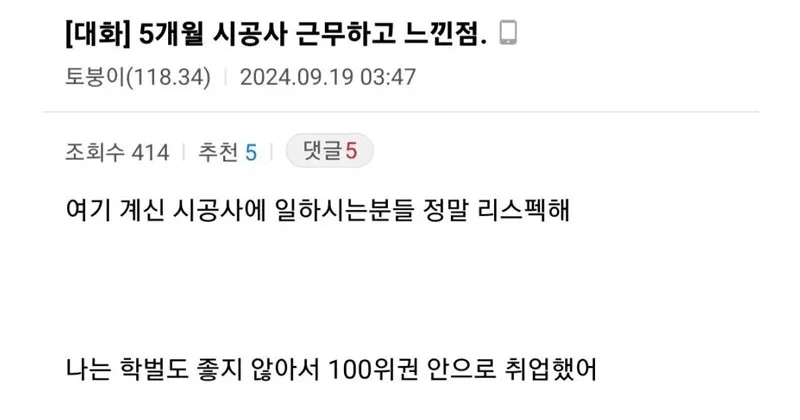 [대화] 5개월 시공사 근무하고 느낀점.
토붕이(118.34) | 2024.09.19 03:47
조회수 414 | 추천 5 | 댓글 5
여기 계신 시공사에 일하시는분들 정말 리스펙해
나는 학벌도 좋지 않아서 100위권 안으로 취업했어